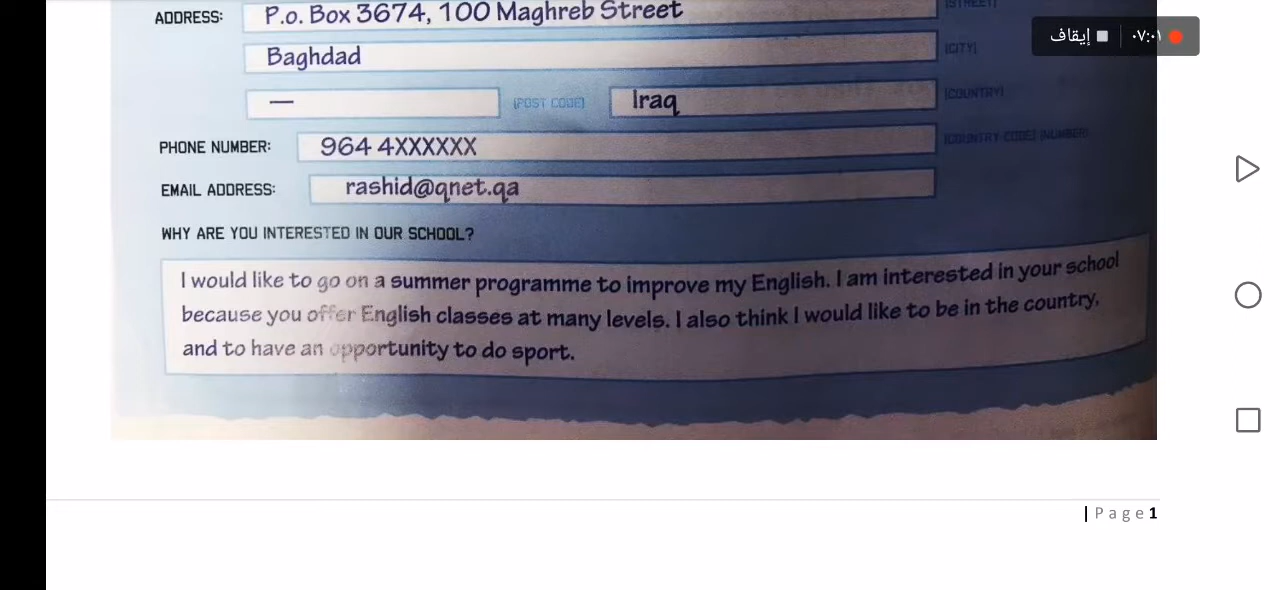 [STREET]
ADDRESS: P.o. Box 3674, 100 Maghreb Street
إيقاف ٠٧:٠١
Baghdad [CITY]
— [POST CODE] Iraq [COUNTRY]
PHONE NUMBER: 964 4XXXXXX [COUNTRY CODE] [NUMBER]
EMAIL ADDRESS: rashid@qnet.qa
WHY ARE YOU INTERESTED IN OUR SCHOOL?
I would like to go on a summer programme to improve my English. I am interested in your school
because you offer English classes at many levels. I also think I would like to be in the country,
and to have an opportunity to do sport.
| Page 1